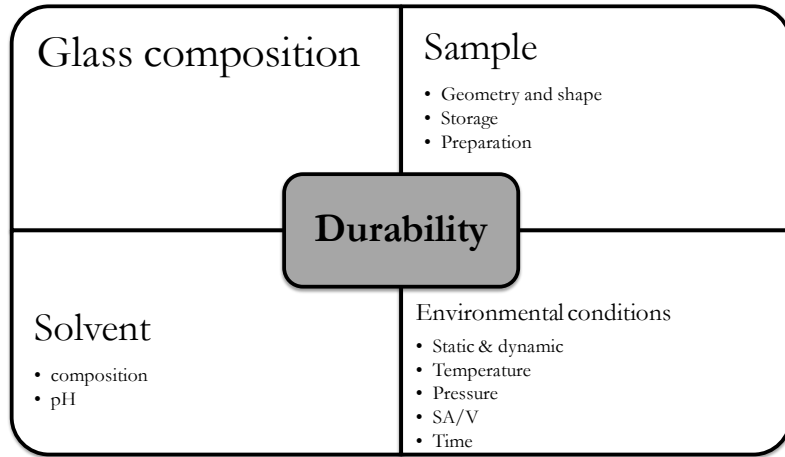 Glass composition
Sample
• Geometry and shape
• Storage
• Preparation
Durability
Solvent
• composition
• pH
Environmental conditions
• Static & dynamic
• Temperature
• Pressure
• SA/V
• Time